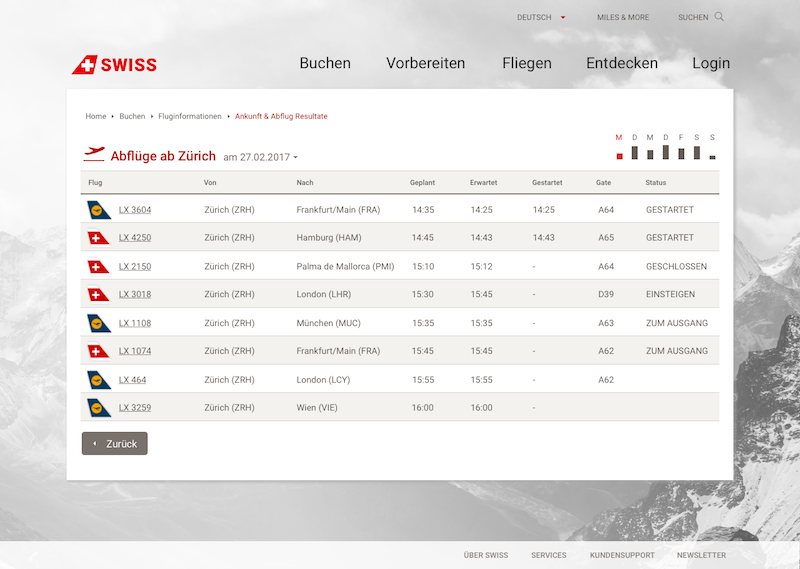 DEUTSCH MILES & MORE SUCHEN
SWISS Buchen Vorbereiten Fliegen Entdecken Login
Home Buchen Fluginformationen Ankunft & Abflug Resultate
M D M D F S S
Abflüge ab Zürich am 27.02.2017
Flug Von Nach Geplant Erwartet Gestartet Gate Status
LX 3604 Zürich (ZRH) Frankfurt/Main (FRA) 14:35 14:25 14:25 A64 GESTARTET
LX 4250 Zürich (ZRH) Hamburg (HAM) 14:45 14:43 14:43 A65 GESTARTET
LX 2150 Zürich (ZRH) Palma de Mallorca (PMI) 15:10 15:12 - A64 GESCHLOSSEN
LX 3018 Zürich (ZRH) London (LHR) 15:30 15:45 - D39 EINSTEIGEN
LX 1108 Zürich (ZRH) München (MUC) 15:35 15:35 - A63 ZUM AUSGANG
LX 1074 Zürich (ZRH) Frankfurt/Main (FRA) 15:45 15:45 - A62 ZUM AUSGANG
LX 464 Zürich (ZRH) London (LCY) 15:55 15:55 - A62
LX 3259 Zürich (ZRH) Wien (VIE) 16:00 16:00 -
Zurück
ÜBER SWISS SERVICES KUNDENSUPPORT NEWSLETTER